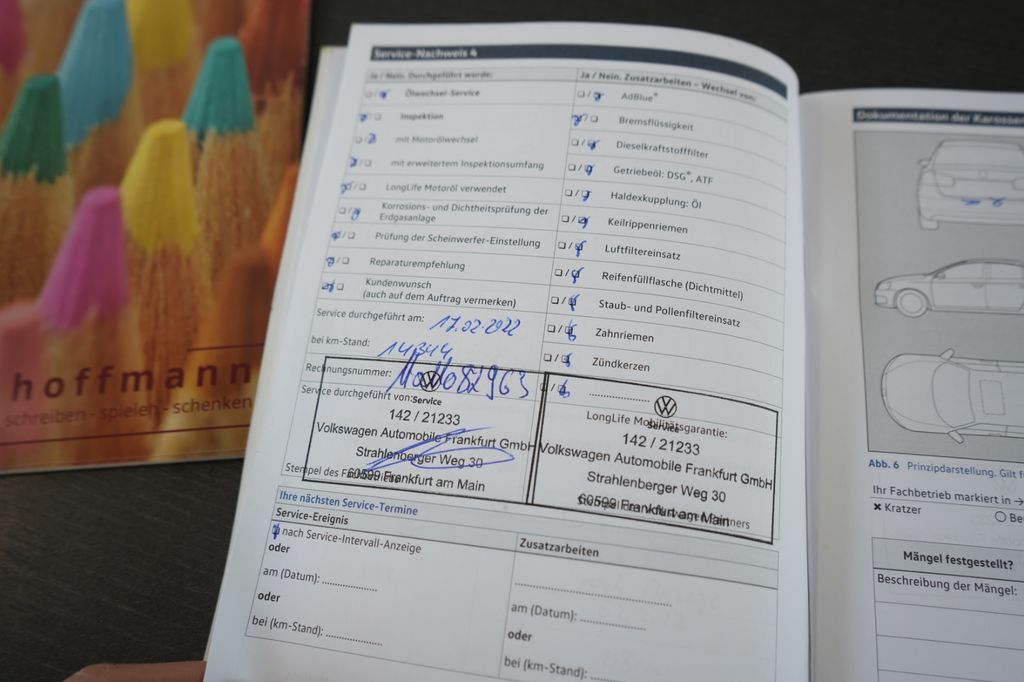 hoffmann
schreiben - spielen - schenken
Service-Nachweis 4
Ja / Nein. Durchgeführt wurde:
Ölwechsel-Service
Inspektion
mit Motorölwechsel
mit erweitertem Inspektionsumfang
LongLife Motoröl verwendet
Korrosions- und Dichtheitsprüfung der
Erdgasanlage
Prüfung der Scheinwerfer-Einstellung
Reparaturempfehlung
Kundenwunsch
(auch auf dem Auftrag vermerken)
Service durchgeführt am: 17.02.2022
bei km-Stand:
Rechnungsnummer:
Service durchgeführt von:
Service
142 / 21233
Volkswagen Automobile Frankfurt GmbH
Strahlenberger Weg 30
60599 Frankfurt am Main
Ja / Nein. Zusatzarbeiten – Wechsel von:
AdBlue®
Bremsflüssigkeit
Dieselkraftstofffilter
Getriebeöl: DSG®, ATF
Haldexkupplung: Öl
Keilrippenriemen
Luftfiltereinsatz
Reifenfüllflasche (Dichtmittel)
Staub- und Pollenfiltereinsatz
Zahnriemen
Zündkerzen
LongLife Mobilitätsgarantie:
Service
142 / 21233
Volkswagen Automobile Frankfurt GmbH
Strahlenberger Weg 30
60599 Frankfurt am Main
Ihre nächsten Service-Termine
Service-Ereignis
nach Service-Intervall-Anzeige
oder
am (Datum): ...............
oder
bei (km-Stand): ...............
Zusatzarbeiten
am (Datum): ...............
oder
bei (km-Stand): ...............
Dokumentation der
Abb. 6 Prinzipdarstellung. Gilt
Ihr Fachbetrieb markiert in →
× Kratzer
Mängel festgestellt?
Beschreibung der Mängel: